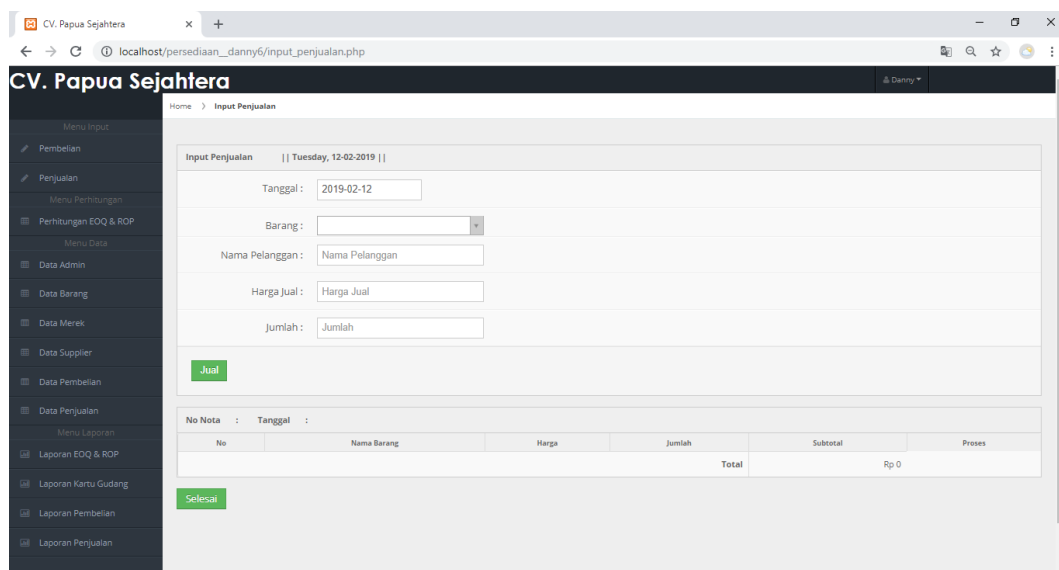 CV. Papua Sejahtera
localhost/persediaan__danny6/input_penjualan.php
CV. Papua Sejahtera
Danny
Home > Input Penjualan
Menu Input
Pembelian
Penjualan
Menu Perhitungan
Perhitungan EOQ & ROP
Menu Data
Data Admin
Data Barang
Data Merek
Data Supplier
Data Pembelian
Data Penjualan
Menu Laporan
Laporan EOQ & ROP
Laporan Kartu Gudang
Laporan Pembelian
Laporan Penjualan
Input Penjualan || Tuesday, 12-02-2019 ||
Tanggal : 2019-02-12
Barang :
Nama Pelanggan : Nama Pelanggan
Harga Jual : Harga Jual
Jumlah : Jumlah
Jual
No Nota : Tanggal :
No Nama Barang Harga Jumlah Subtotal Proses
Total Rp 0
Selesai